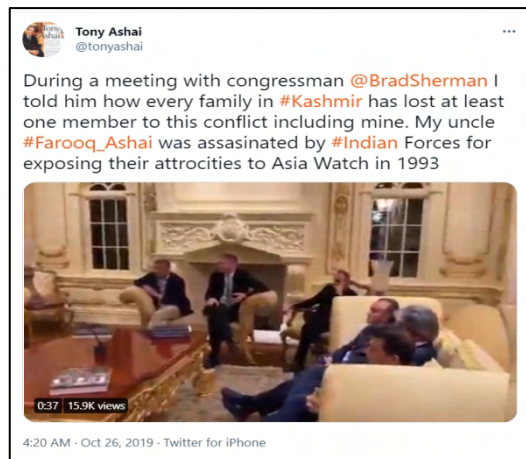 Tony Ashai
@tonyashai
During a meeting with congressman @BradSherman I
told him how every family in #Kashmir has lost at least
one member to this conflict including mine. My uncle
#Farooq_Ashai was assasinated by #Indian Forces for
exposing their attrocities to Asia Watch in 1993
0:37 15.9K views
4:20 AM · Oct 26, 2019 · Twitter for iPhone